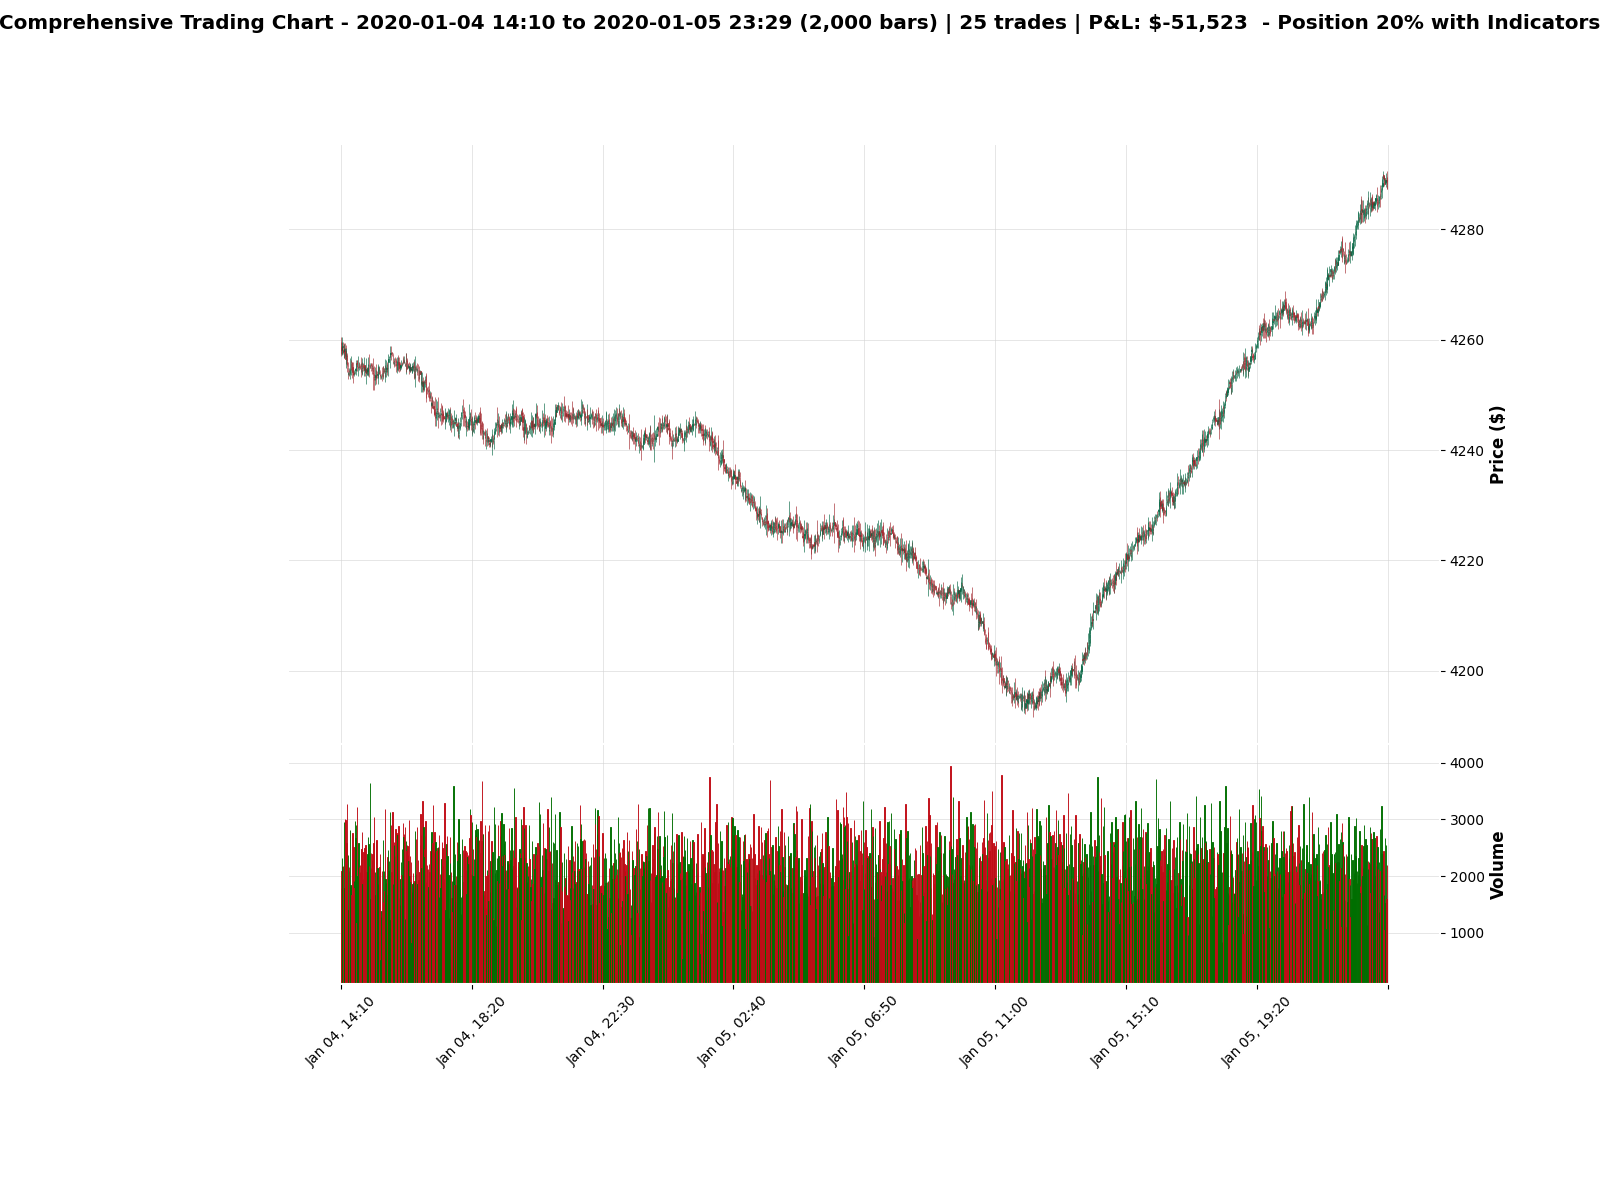 Comprehensive Trading Chart - 2020-01-04 14:10 to 2020-01-05 23:29 (2,000 bars) | 25 trades | P&L: $-51,523  - Position 20% with Indicators
4280
4260
4240
4220
4200
Price ($)
4000
3000
2000
1000
Volume
Jan 04, 14:10
Jan 04, 18:20
Jan 04, 22:30
Jan 05, 02:40
Jan 05, 06:50
Jan 05, 11:00
Jan 05, 15:10
Jan 05, 19:20